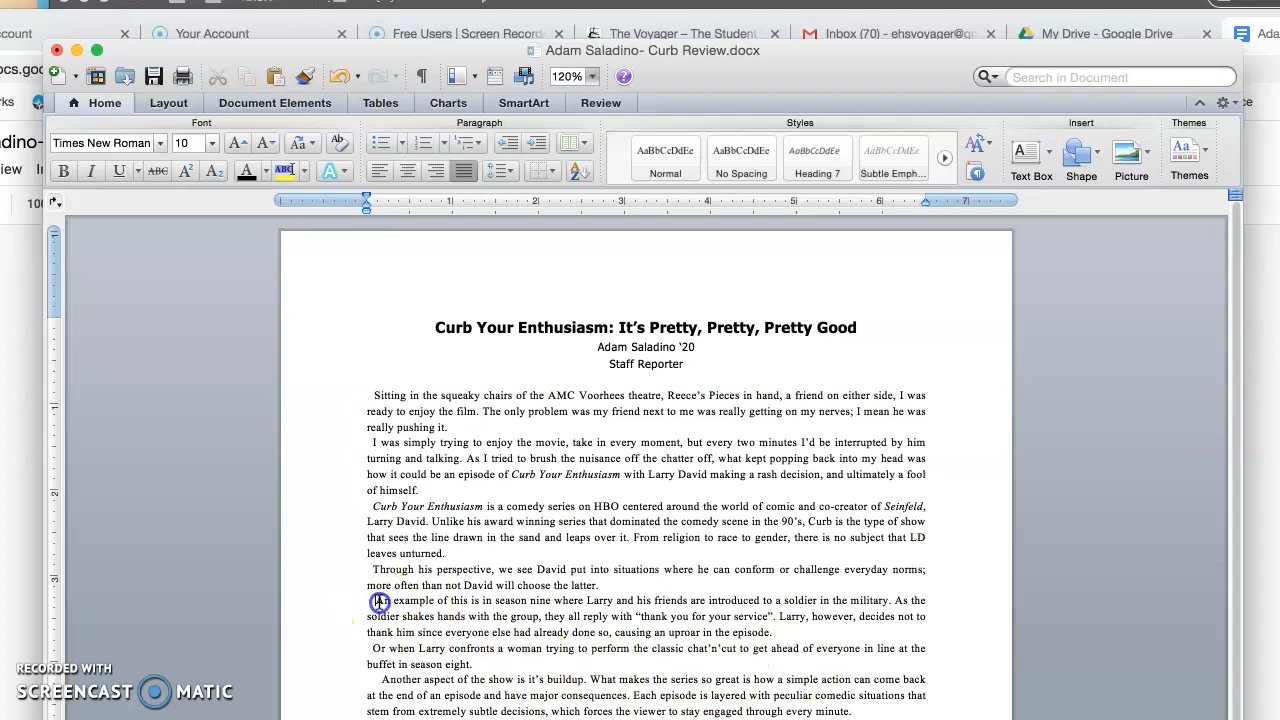 ccount
Your Account
Free Users | Screen Record
The Voyager – The Student
Inbox (70) - ehsvoyager@gm
My Drive - Google Drive
Ada
Adam Saladino- Curb Review.docx
120%
Search in Document
Home Layout Document Elements Tables Charts SmartArt Review
Font Paragraph Styles Insert Themes
Times New Roman 10
AaBbCcDdEe AaBbCcDdEe AaBbCcDdEe AaBbCcDdEe
Normal No Spacing Heading 7 Subtle Emph...
Text Box Shape Picture Themes
Curb Your Enthusiasm: It’s Pretty, Pretty, Pretty Good
Adam Saladino ‘20
Staff Reporter
Sitting in the squeaky chairs of the AMC Voorhees theatre, Reece’s Pieces in hand, a friend on either side, I was
ready to enjoy the film. The only problem was my friend next to me was really getting on my nerves; I mean he was
really pushing it.
I was simply trying to enjoy the movie, take in every moment, but every two minutes I’d be interrupted by him
turning and talking. As I tried to brush the nuisance off the chatter off, what kept popping back into my head was
how it could be an episode of Curb Your Enthusiasm with Larry David making a rash decision, and ultimately a fool
of himself.
Curb Your Enthusiasm is a comedy series on HBO centered around the world of comic and co-creator of Seinfeld,
Larry David. Unlike his award winning series that dominated the comedy scene in the 90’s, Curb is the type of show
that sees the line drawn in the sand and leaps over it. From religion to race to gender, there is no subject that LD
leaves unturned.
Through his perspective, we see David put into situations where he can conform or challenge everyday norms;
more often than not David will choose the latter.
An example of this is in season nine where Larry and his friends are introduced to a soldier in the military. As the
soldier shakes hands with the group, they all reply with “thank you for your service”. Larry, however, decides not to
thank him since everyone else had already done so, causing an uproar in the episode.
Or when Larry confronts a woman trying to perform the classic chat’n’cut to get ahead of everyone in line at the
buffet in season eight.
Another aspect of the show is it’s buildup. What makes the series so great is how a simple action can come back
at the end of an episode and have major consequences. Each episode is layered with peculiar comedic situations that
stem from extremely subtle decisions, which forces the viewer to stay engaged through every minute.
RECORDED WITH
SCREENCAST MATIC